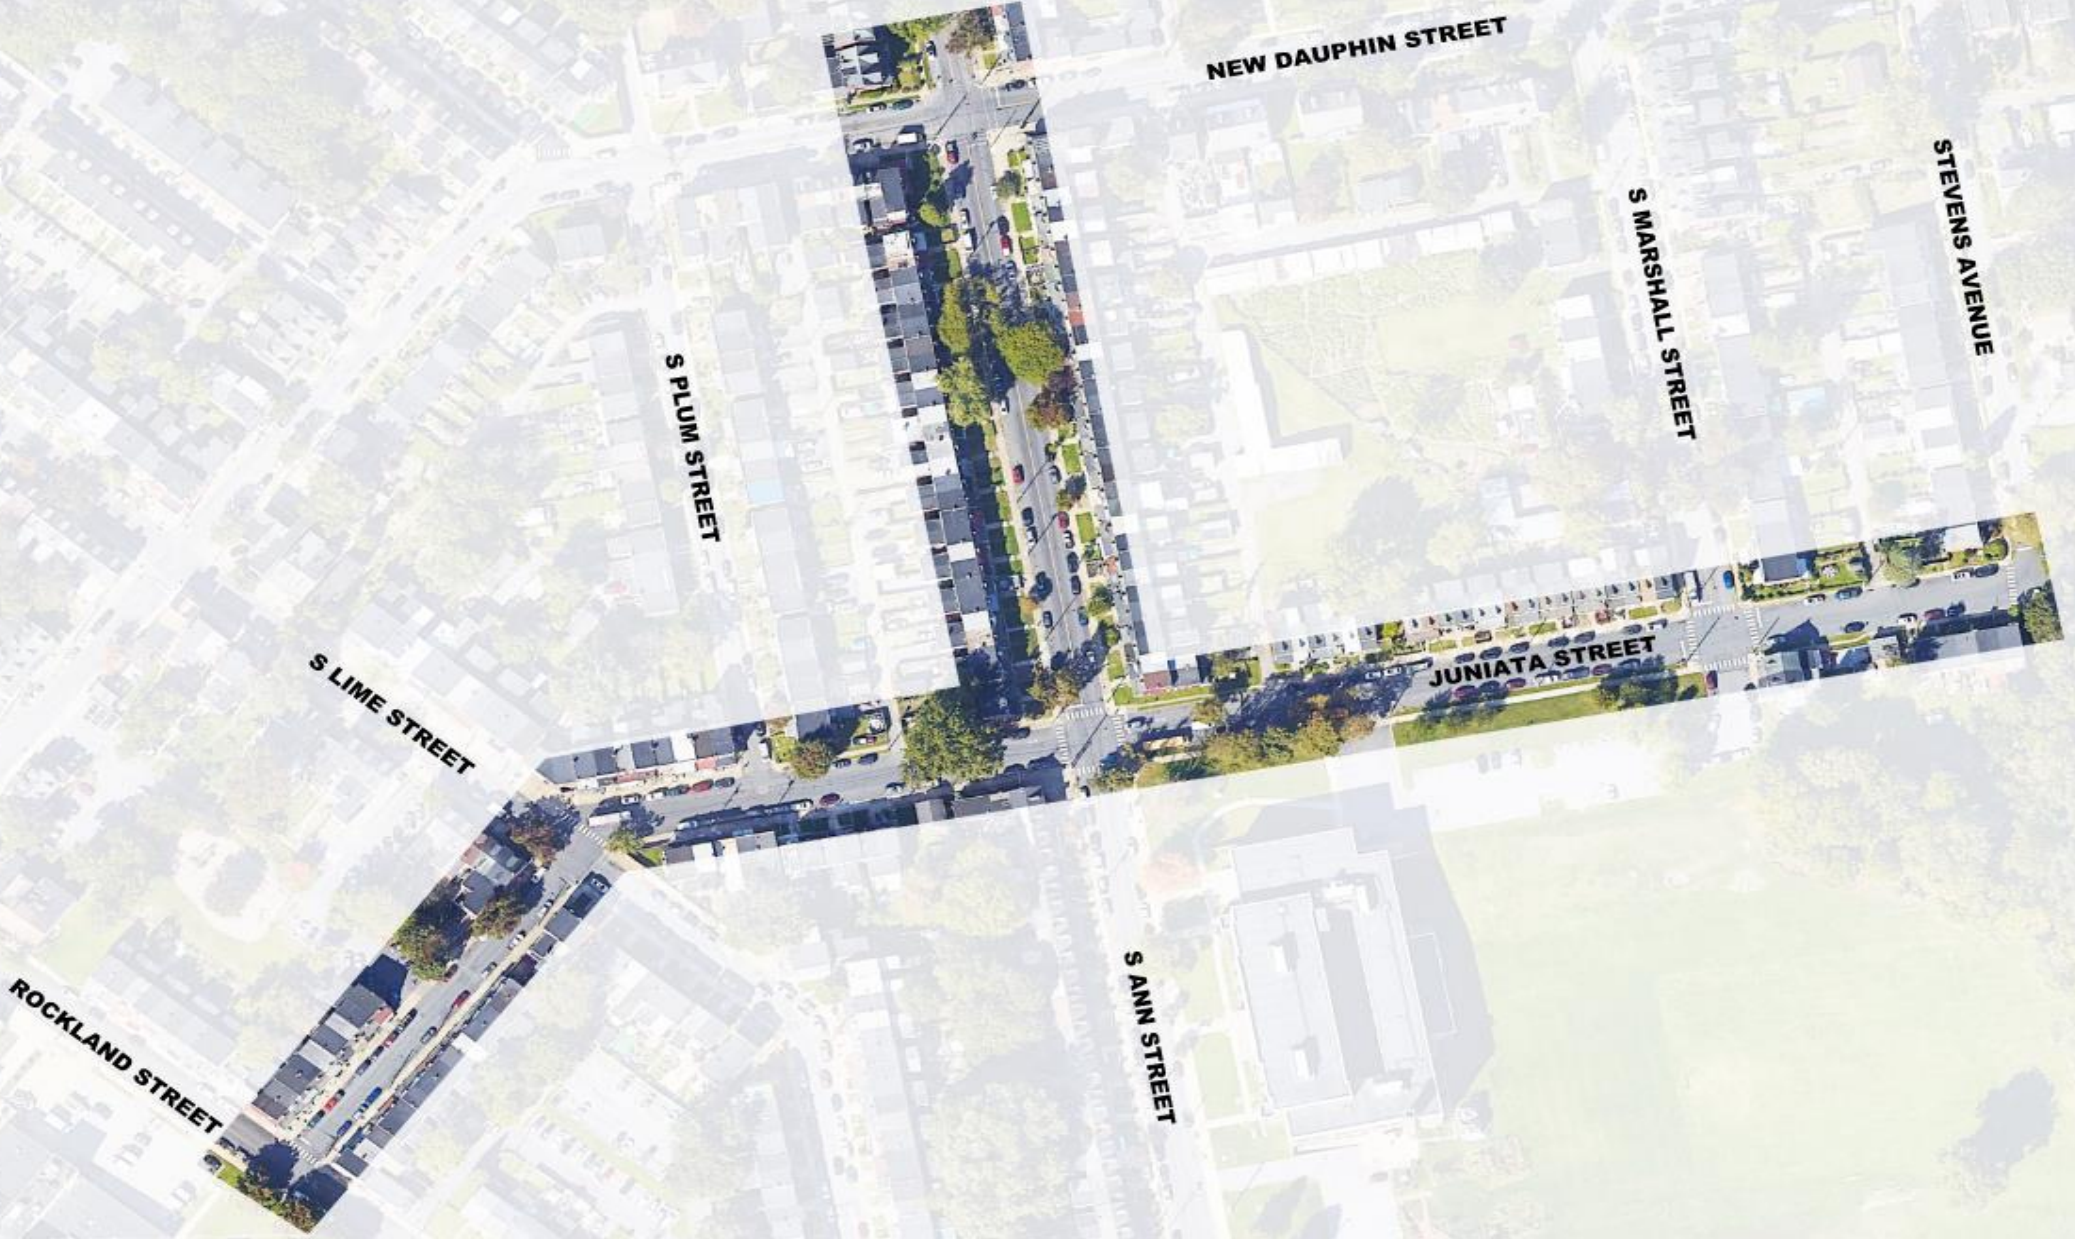 NEW DAUPHIN STREET
STEVENS AVENUE
S MARSHALL STREET
S PLUM STREET
JUNIATA STREET
S LIME STREET
S ANN STREET
ROCKLAND STREET